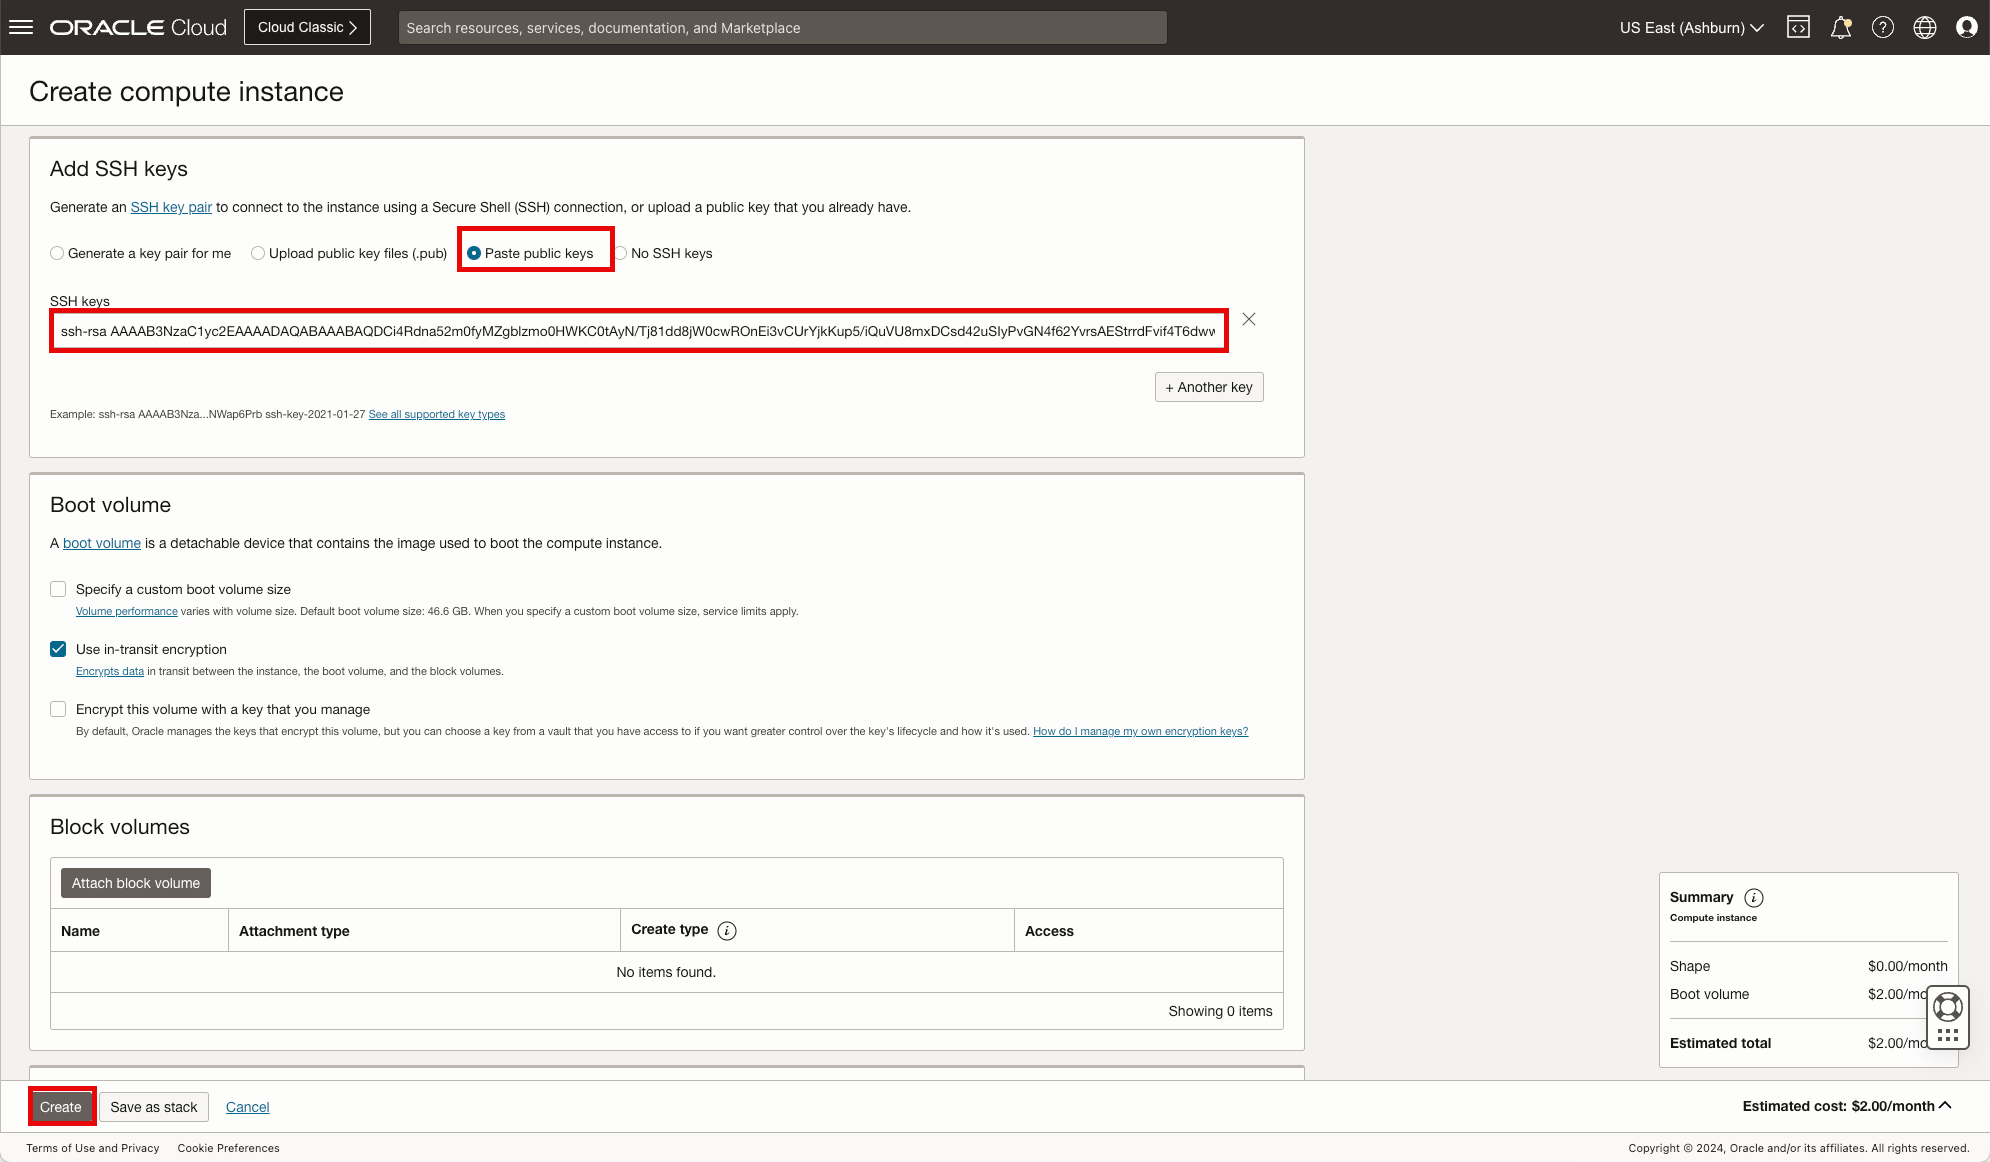 ORACLE Cloud
Cloud Classic
Search resources, services, documentation, and Marketplace
US East (Ashburn)
Create compute instance
Add SSH keys
Generate an SSH key pair to connect to the instance using a Secure Shell (SSH) connection, or upload a public key that you already have.
Generate a key pair for me
Upload public key files (.pub)
Paste public keys
No SSH keys
SSH keys
ssh-rsa AAAAB3NzaC1yc2EAAAADAQABAAABAQDCi4Rdna52m0fyMZgblzmo0HWKC0tAyN/Tj81dd8jW0cwROnEi3vCUrYjkKup5/iQuVU8mxDCsd42uSIyPvGN4f62YvrsAEStrrdFvif4T6dwv
+ Another key
Example: ssh-rsa AAAAB3Nza...NWap6Prb ssh-key-2021-01-27 See all supported key types
Boot volume
A boot volume is a detachable device that contains the image used to boot the compute instance.
Specify a custom boot volume size
Volume performance varies with volume size. Default boot volume size: 46.6 GB. When you specify a custom boot volume size, service limits apply.
Use in-transit encryption
Encrypts data in transit between the instance, the boot volume, and the block volumes.
Encrypt this volume with a key that you manage
By default, Oracle manages the keys that encrypt this volume, but you can choose a key from a vault that you have access to if you want greater control over the key's lifecycle and how it's used. How do I manage my own encryption keys?
Block volumes
Attach block volume
Name
Attachment type
Create type
Access
No items found.
Showing 0 items
Summary
Compute instance
Shape
$0.00/month
Boot volume
$2.00/mo
Estimated total
$2.00/mo
Create
Save as stack
Cancel
Estimated cost: $2.00/month
Terms of Use and Privacy
Cookie Preferences
Copyright © 2024, Oracle and/or its affiliates. All rights reserved.